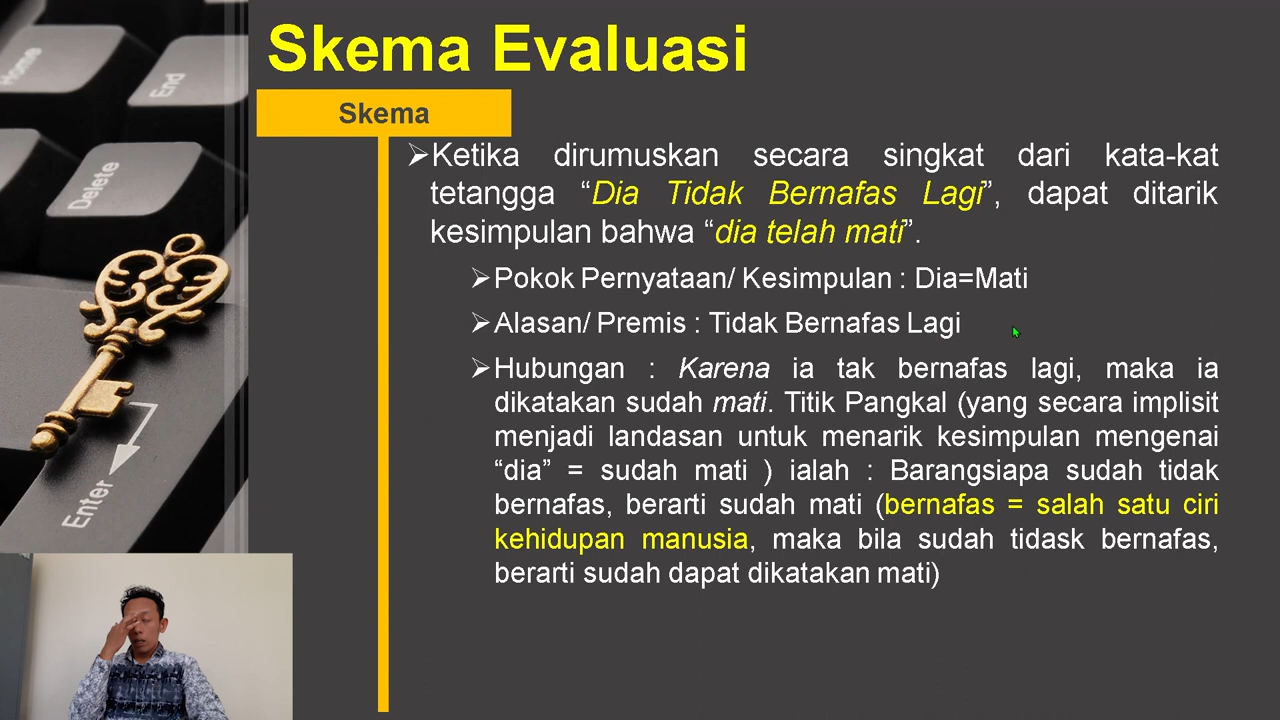 Skema Evaluasi
Skema
➢Ketika dirumuskan secara singkat dari kata-kat
tetangga “Dia Tidak Bernafas Lagi”, dapat ditarik
kesimpulan bahwa “dia telah mati”.
➢Pokok Pernyataan/ Kesimpulan : Dia=Mati
➢Alasan/ Premis : Tidak Bernafas Lagi
➢Hubungan : Karena ia tak bernafas lagi, maka ia
dikatakan sudah mati. Titik Pangkal (yang secara implisit
menjadi landasan untuk menarik kesimpulan mengenai
“dia” = sudah mati ) ialah : Barangsiapa sudah tidak
bernafas, berarti sudah mati (bernafas = salah satu ciri
kehidupan manusia, maka bila sudah tidask bernafas,
berarti sudah dapat dikatakan mati)
Home
End
Delete
Enter